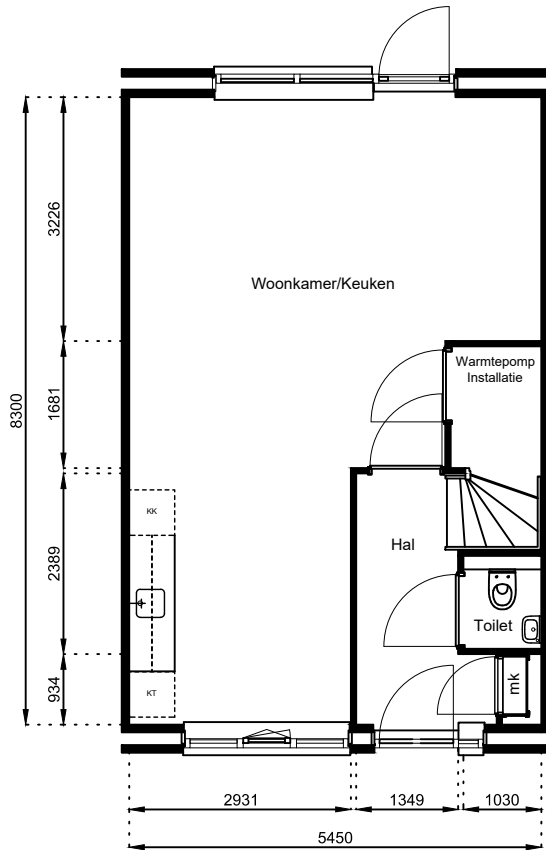 Woonkamer/Keuken
Warmtepomp
Installatie
Hal
Toilet
mk
KK
KT
3226
1681
2389
934
8300
2931
1349
1030
5450